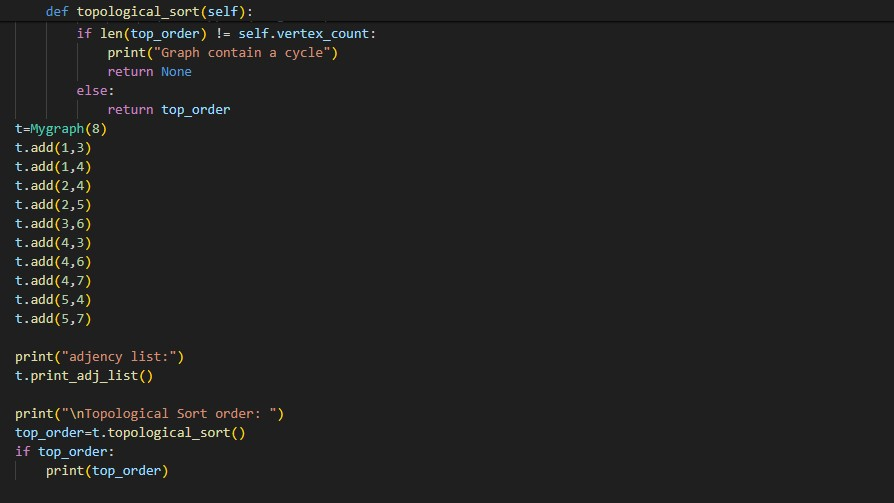 def topological_sort(self):
if len(top_order) != self.vertex_count:
print("Graph contain a cycle")
return None
else:
return top_order
t=Mygraph(8)
t.add(1,3)
t.add(1,4)
t.add(2,4)
t.add(2,5)
t.add(3,6)
t.add(4,3)
t.add(4,6)
t.add(4,7)
t.add(5,4)
t.add(5,7)
print("adjency list:")
t.print_adj_list()
print("\nTopological Sort order: ")
top_order=t.topological_sort()
if top_order:
print(top_order)